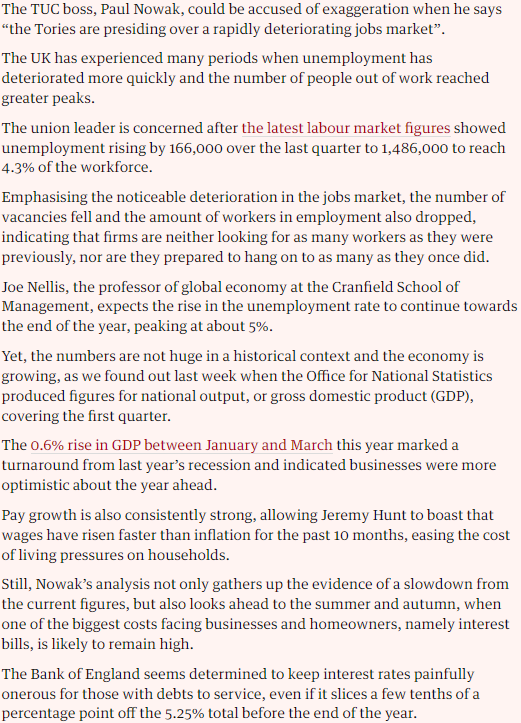 The TUC boss, Paul Nowak, could be accused of exaggeration when he says
“the Tories are presiding over a rapidly deteriorating jobs market”.
The UK has experienced many periods when unemployment has
deteriorated more quickly and the number of people out of work reached
greater peaks.
The union leader is concerned after the latest labour market figures showed
unemployment rising by 166,000 over the last quarter to 1,486,000 to reach
4.3% of the workforce.
Emphasising the noticeable deterioration in the jobs market, the number of
vacancies fell and the amount of workers in employment also dropped,
indicating that firms are neither looking for as many workers as they were
previously, nor are they prepared to hang on to as many as they once did.
Joe Nellis, the professor of global economy at the Cranfield School of
Management, expects the rise in the unemployment rate to continue towards
the end of the year, peaking at about 5%.
Yet, the numbers are not huge in a historical context and the economy is
growing, as we found out last week when the Office for National Statistics
produced figures for national output, or gross domestic product (GDP),
covering the first quarter.
The 0.6% rise in GDP between January and March this year marked a
turnaround from last year’s recession and indicated businesses were more
optimistic about the year ahead.
Pay growth is also consistently strong, allowing Jeremy Hunt to boast that
wages have risen faster than inflation for the past 10 months, easing the cost
of living pressures on households.
Still, Nowak’s analysis not only gathers up the evidence of a slowdown from
the current figures, but also looks ahead to the summer and autumn, when
one of the biggest costs facing businesses and homeowners, namely interest
bills, is likely to remain high.
The Bank of England seems determined to keep interest rates painfully
onerous for those with debts to service, even if it slices a few tenths of a
percentage point off the 5.25% total before the end of the year.